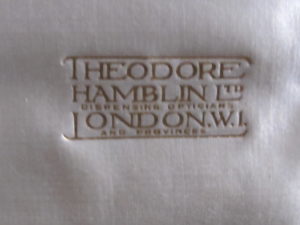 THEODORE
HAMBLIN LTD
DISPENSING OPTICIANS
LONDON.W.1.
AND PROVINCES